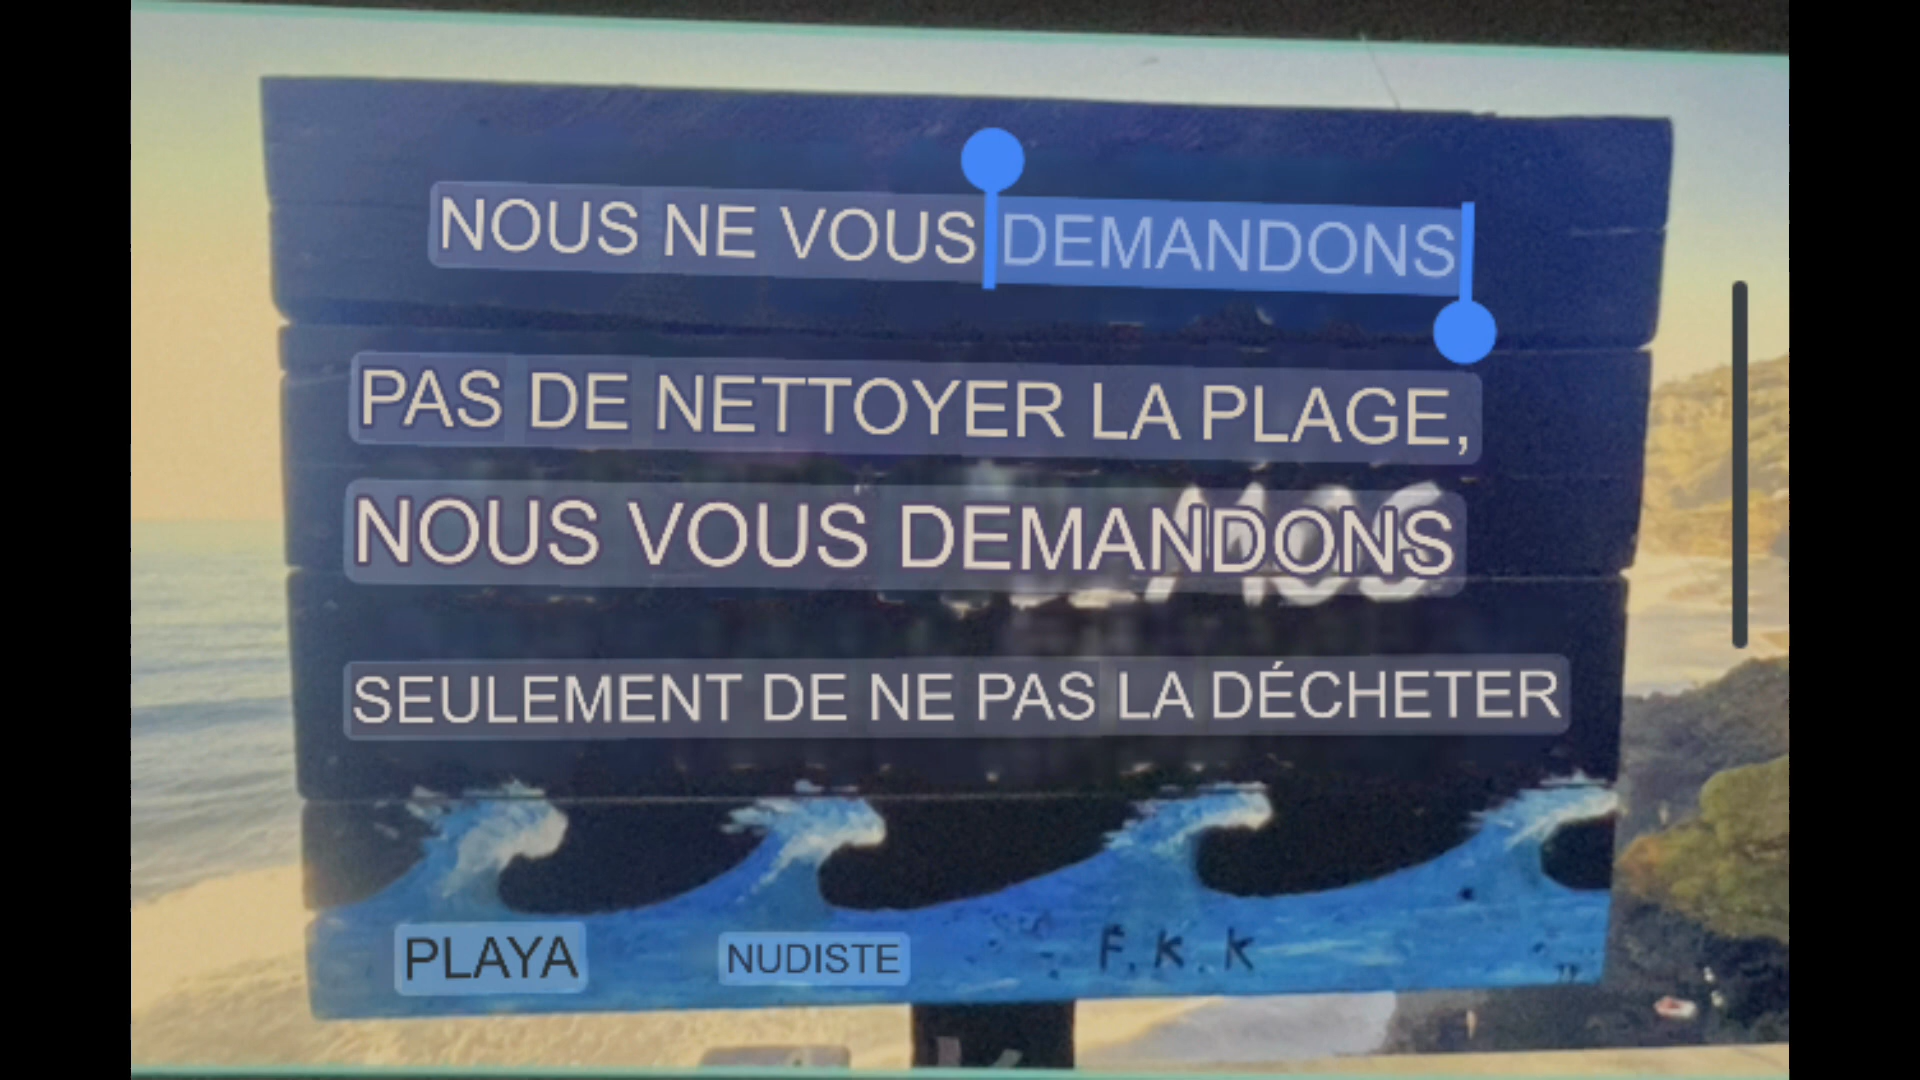 NOUS NE VOUS DEMANDONS
PAS DE NETTOYER LA PLAGE,
NOUS VOUS DEMANDONS
SEULEMENT DE NE PAS LA DÉCHETER
PLAYA NUDISTE F.K.K